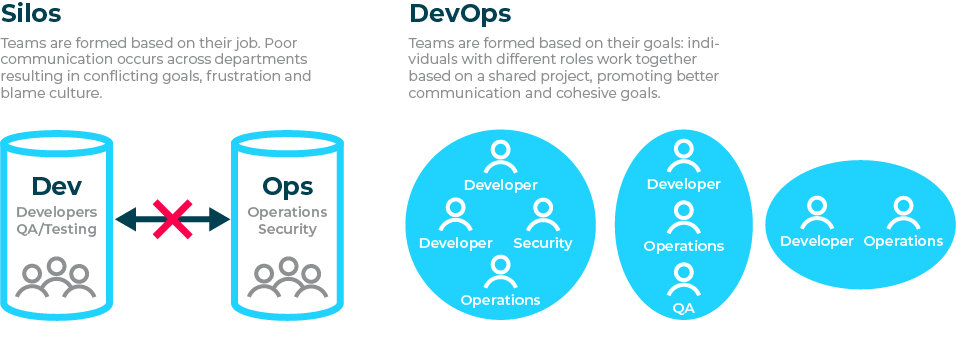 Silos
Teams are formed based on their job. Poor
communication occurs across departments
resulting in conflicting goals, frustration and
blame culture.
Dev
Developers
QA/Testing
Ops
Operations
Security
DevOps
Teams are formed based on their goals: indi-
viduals with different roles work together
based on a shared project, promoting better
communication and cohesive goals.
Developer
Developer Security
Operations
Developer
Operations
QA
Developer Operations